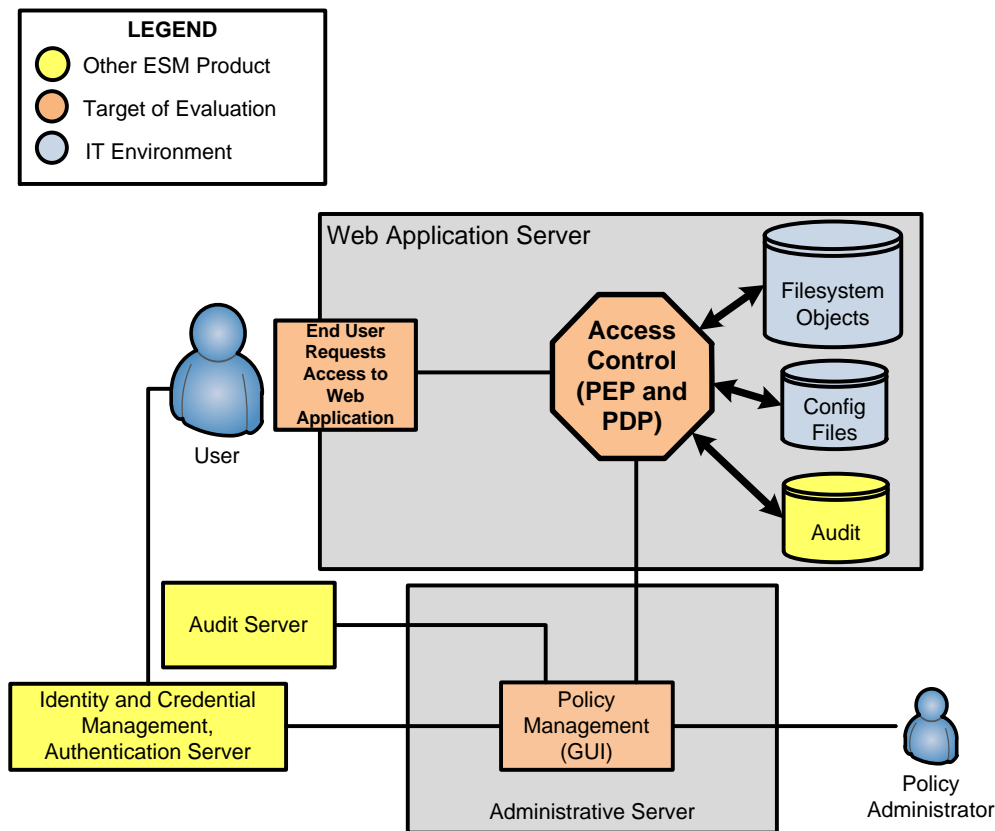 LEGEND
Other ESM Product
Target of Evaluation
IT Environment
Web Application Server
Filesystem
Objects
End User
Requests
Access to
Web
Application
Access
Control
(PEP and
PDP)
Config
Files
User
Audit
Audit Server
Identity and Credential
Management,
Authentication Server
Policy
Management
(GUI)
Policy
Administrator
Administrative Server